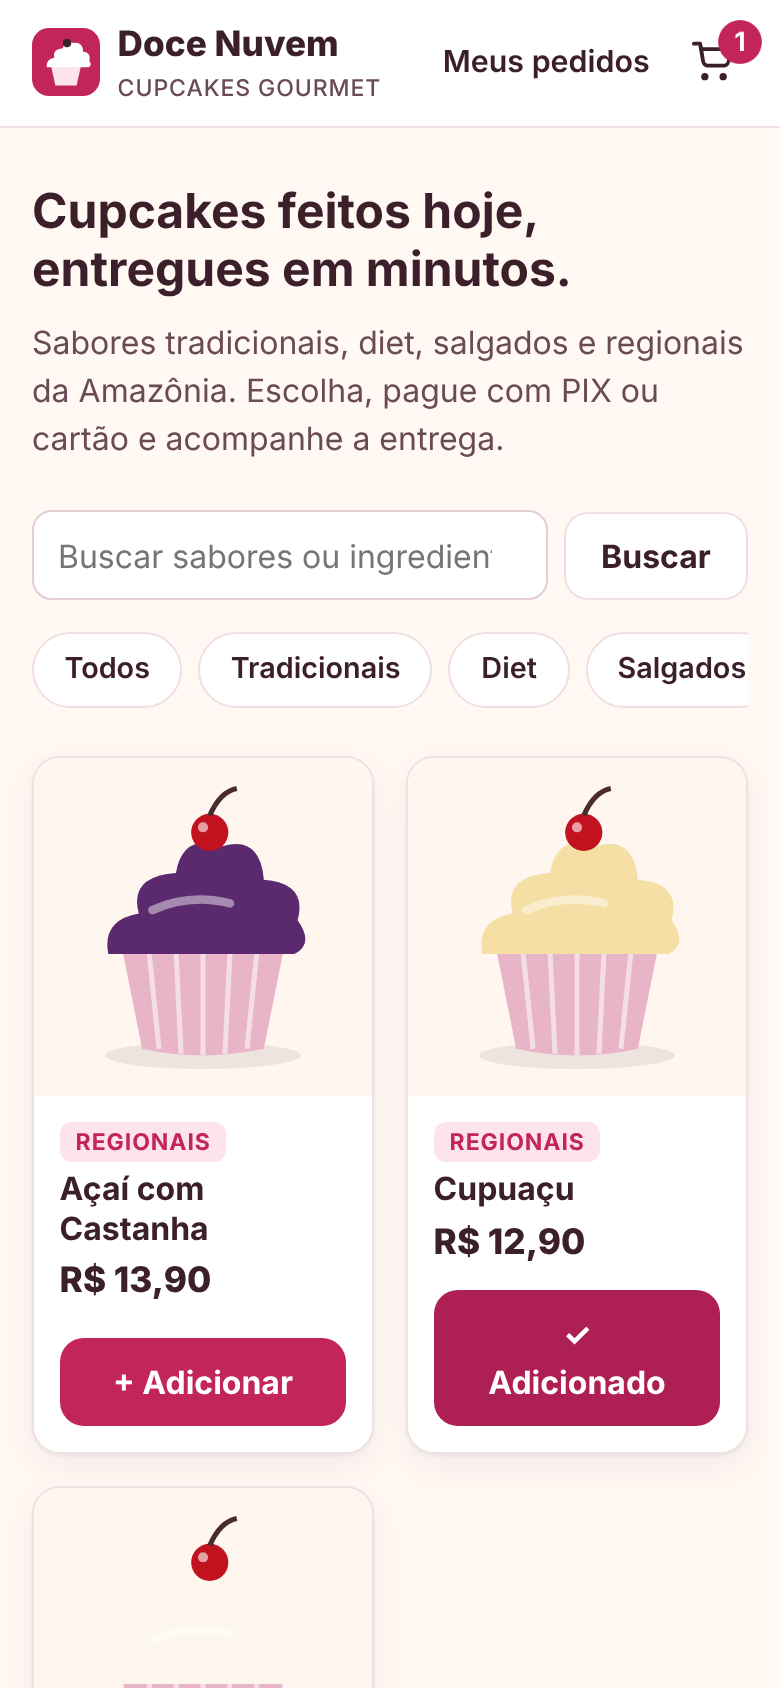 Doce Nuvem
CUPCAKES GOURMET
Meus pedidos
1
Cupcakes feitos hoje,
entregues em minutos.
Sabores tradicionais, diet, salgados e regionais
da Amazônia. Escolha, pague com PIX ou
cartão e acompanhe a entrega.
Buscar sabores ou ingredient
Buscar
Todos
Tradicionais
Diet
Salgados
REGIONAIS
Açaí com
Castanha
R$ 13,90
+ Adicionar
REGIONAIS
Cupuaçu
R$ 12,90
✓
Adicionado